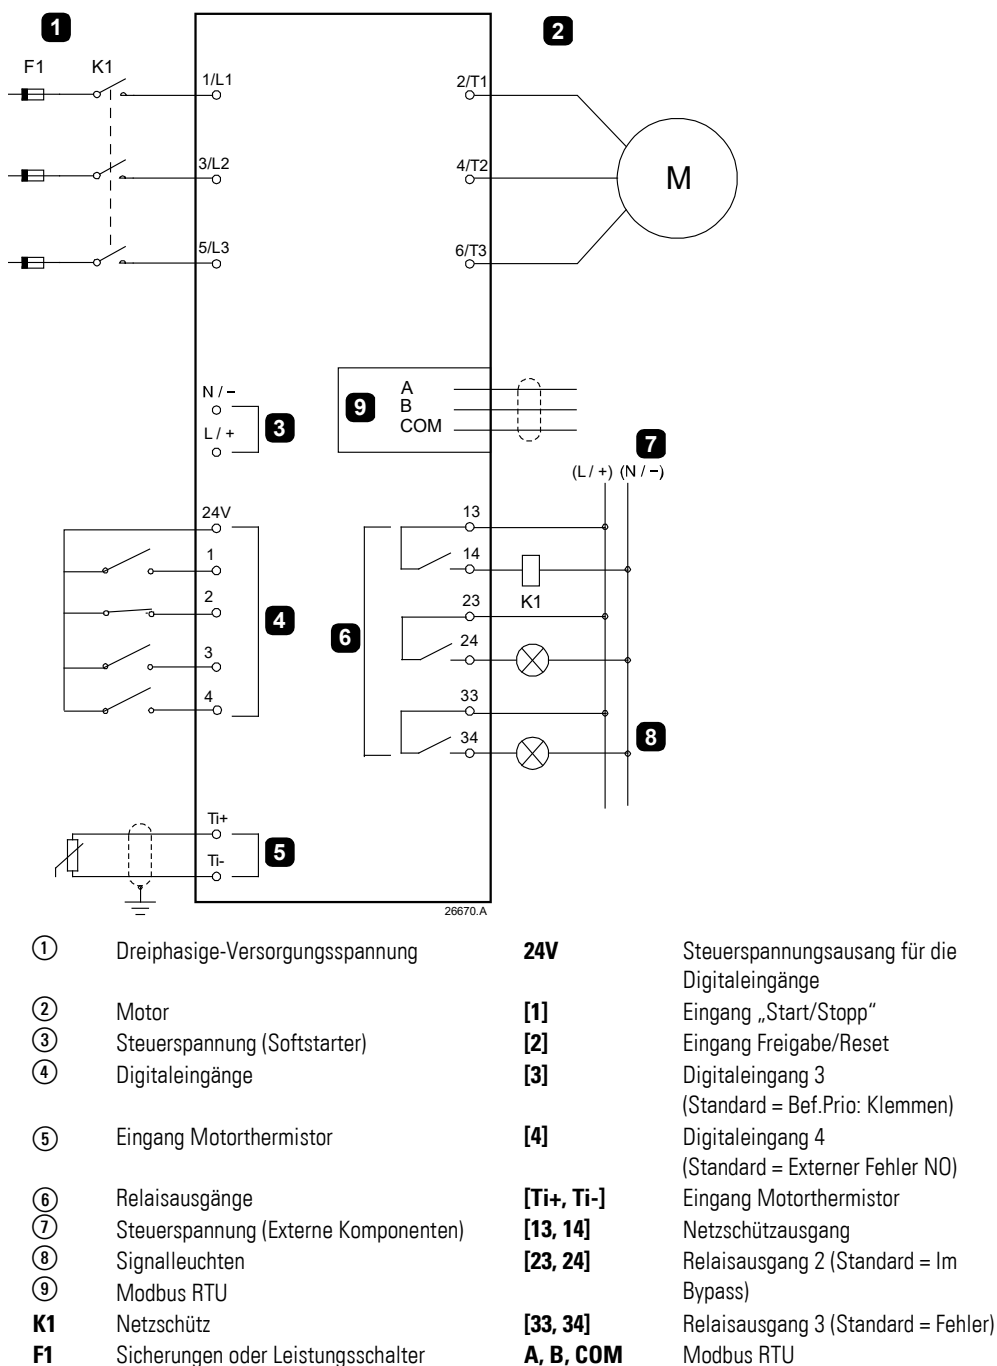 1
2
F1 K1
1/L1 2/T1
3/L2 4/T2
M
5/L3 6/T3
N / –
L / +
3
9
A
B
COM
7
(L / +) (N / –)
24V
1
2
3
4
4
6
13
14
K1
23
24
33
34
8
Ti+
Ti-
5
26670.A
1 Dreiphasige-Versorgungsspannung 24V Steuerspannungsausang für die
Digitaleingänge
2 Motor [1] Eingang „Start/Stopp“
3 Steuerspannung (Softstarter) [2] Eingang Freigabe/Reset
4 Digitaleingänge [3] Digitaleingang 3
(Standard = Bef.Prio: Klemmen)
5 Eingang Motorthermistor [4] Digitaleingang 4
(Standard = Externer Fehler NO)
6 Relaisausgänge [Ti+, Ti-] Eingang Motorthermistor
7 Steuerspannung (Externe Komponenten) [13, 14] Netzschützausgang
8 Signalleuchten [23, 24] Relaisausgang 2 (Standard = Im
9 Modbus RTU Bypass)
K1 Netzschütz [33, 34] Relaisausgang 3 (Standard = Fehler)
F1 Sicherungen oder Leistungsschalter A, B, COM Modbus RTU